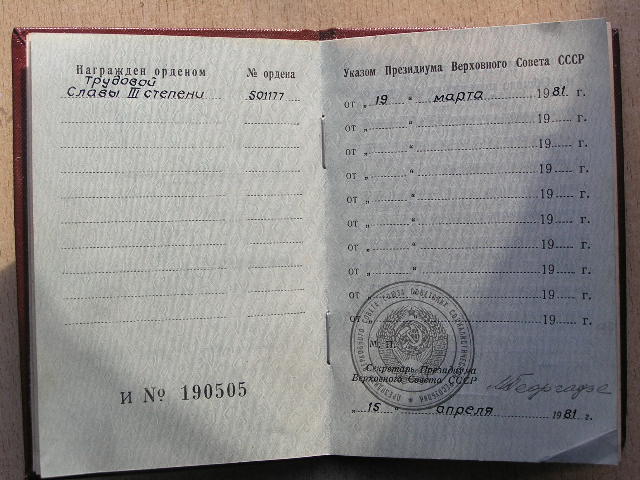 Награжден орденом № ордена
Трудовой
Славы III степени 501177
И № 190505
Указом Президиума Верховного Совета СССР
от „ 19 “ марта 1981 г.
от „ “ 19 г.
от „ “ 19 г.
от „ “ 19 г.
от „ “ 19 г.
от „ “ 19 г.
от „ “ 19 г.
от „ “ 19 г.
от „ “ 19 г.
от „ “ 19 г.
М. П.
Секретарь Президиума
Верховного Совета СССР
„ 15 “ апреля 1981 г.